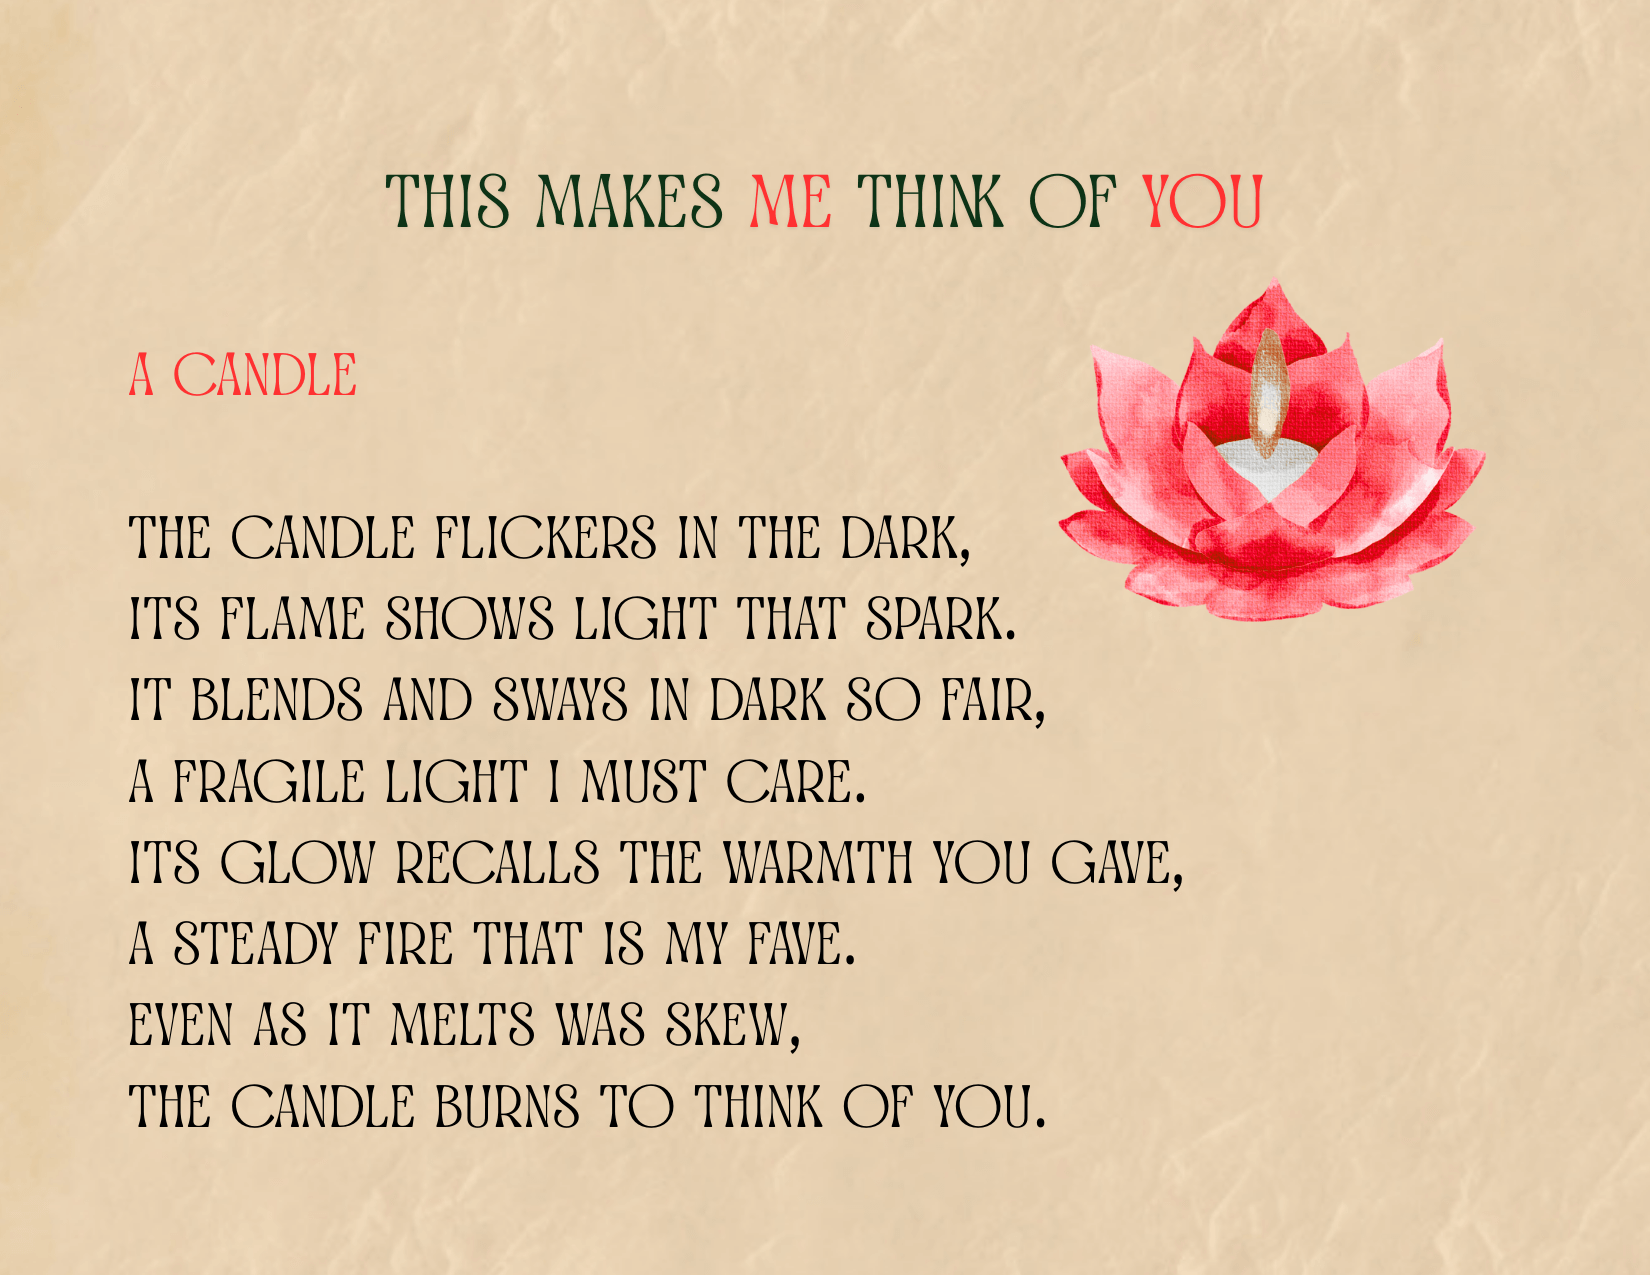 THIS MAKES ME THINK OF YOU
A CANDLE
THE CANDLE FLICKERS IN THE DARK,
ITS FLAME SHOWS LIGHT THAT SPARK.
IT BLENDS AND SWAYS IN DARK SO FAIR,
A FRAGILE LIGHT I MUST CARE.
ITS GLOW RECALLS THE WARMTH YOU GAVE,
A STEADY FIRE THAT IS MY FAVE.
EVEN AS IT MELTS WAS SKEW,
THE CANDLE BURNS TO THINK OF YOU.